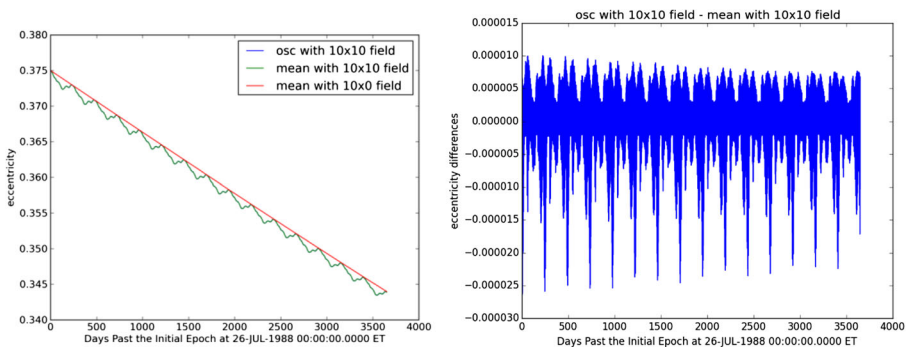 0.380
0.375
0.370
0.365
0.360
0.355
0.350
0.345
0.340
eccentricity
osc with 10x10 field
mean with 10x10 field
mean with 10x0 field
0 500 1000 1500 2000 2500 3000 3500 4000
Days Past the Initial Epoch at 26-JUL-1988 00:00:00.0000 ET
osc with 10x10 field - mean with 10x10 field
0.000015
0.000010
0.000005
0.000000
−0.000005
−0.000010
−0.000015
−0.000020
−0.000025
−0.000030
eccentricity differences
0 500 1000 1500 2000 2500 3000 3500 4000
Days Past the Initial Epoch at 26-JUL-1988 00:00:00.0000 ET